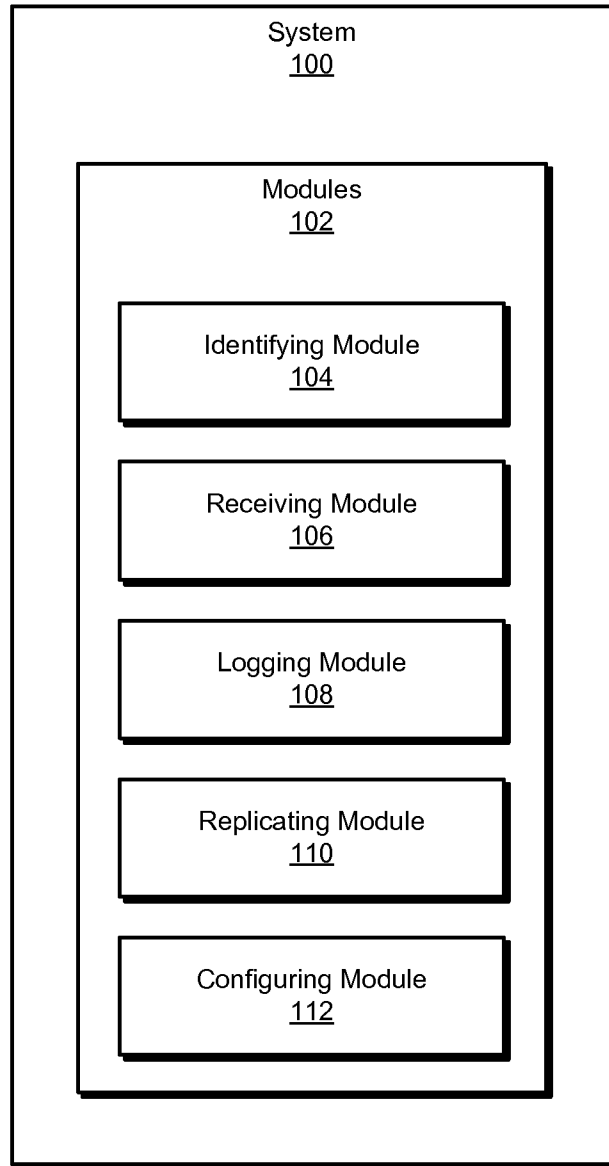 System
100
Modules
102
Identifying Module
104
Receiving Module
106
Logging Module
108
Replicating Module
110
Configuring Module
112